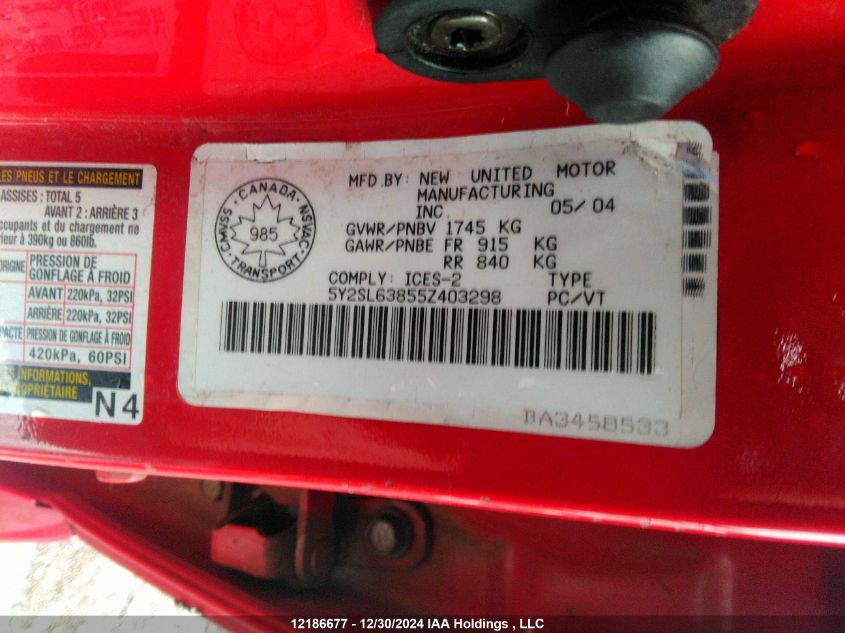 LES PNEUS ET LE CHARGEMENT
ASSISES : TOTAL 5
AVANT 2 : ARRIÈRE 3
ccupants et du chargement ne
rieur à 390kg ou 860lb.
ORIGINE
PRESSION DE
GONFLAGE À FROID
AVANT 220kPa, 32PSI
ARRIÈRE 220kPa, 32PSI
PACTE PRESSION DE GONFLAGE À FROID
420kPa, 60PSI
INFORMATIONS,
PROPRIÉTAIRE
N4
CANADA
CMVSS
NSVAC
985
TRANSPORT
MFD.BY: NEW UNITED MOTOR
MANUFACTURING
INC. 05/04
GVWR/PNBV 1745 KG
GAWR/PNBE FR 915 KG
RR 840 KG
COMPLY: ICES-2 TYPE
5Y2SL63855Z403298 PC/VT
BA3458533
12186677 - 12/30/2024 IAA Holdings , LLC